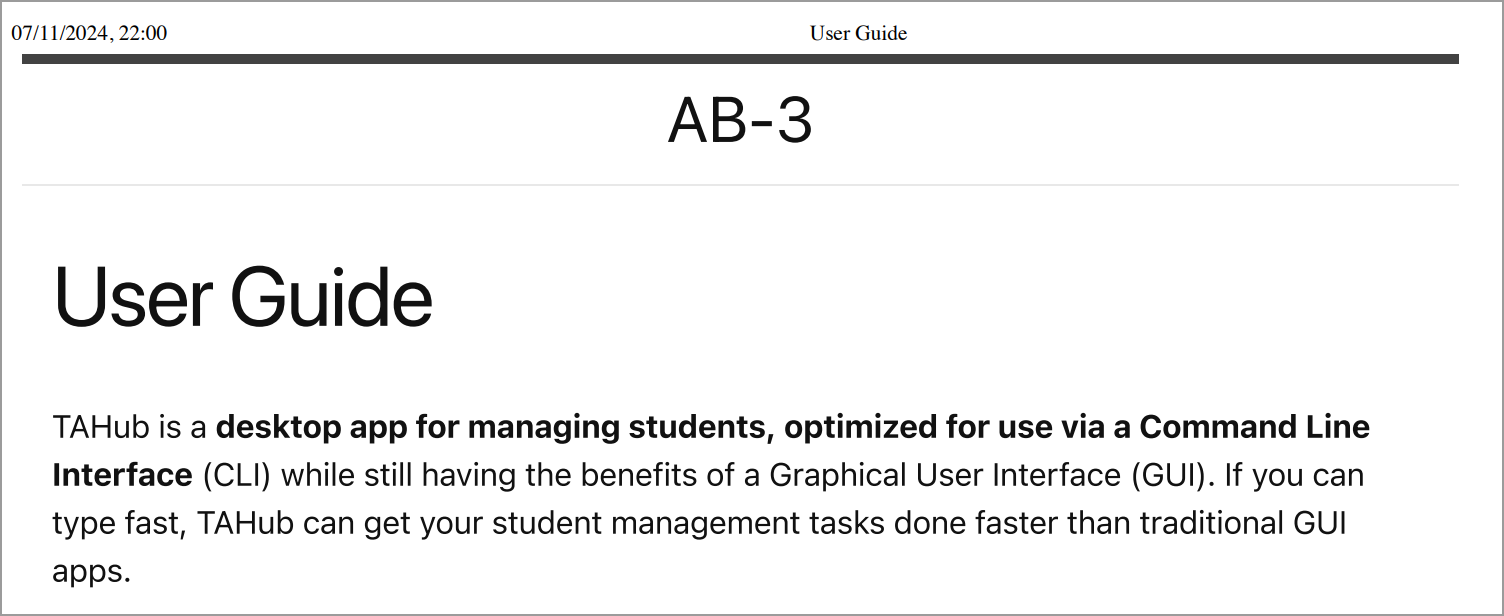 07/11/2024, 22:00 User Guide
AB-3
User Guide
TAHub is a desktop app for managing students, optimized for use via a Command Line
Interface (CLI) while still having the benefits of a Graphical User Interface (GUI). If you can
type fast, TAHub can get your student management tasks done faster than traditional GUI
apps.